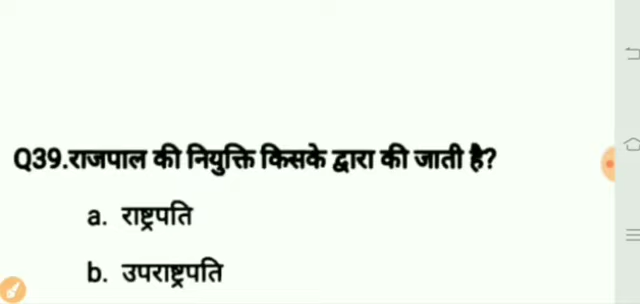 Q39.राजपाल की नियुक्ति किसके द्वारा की जाती है?
a. राष्ट्रपति
b. उपराष्ट्रपति